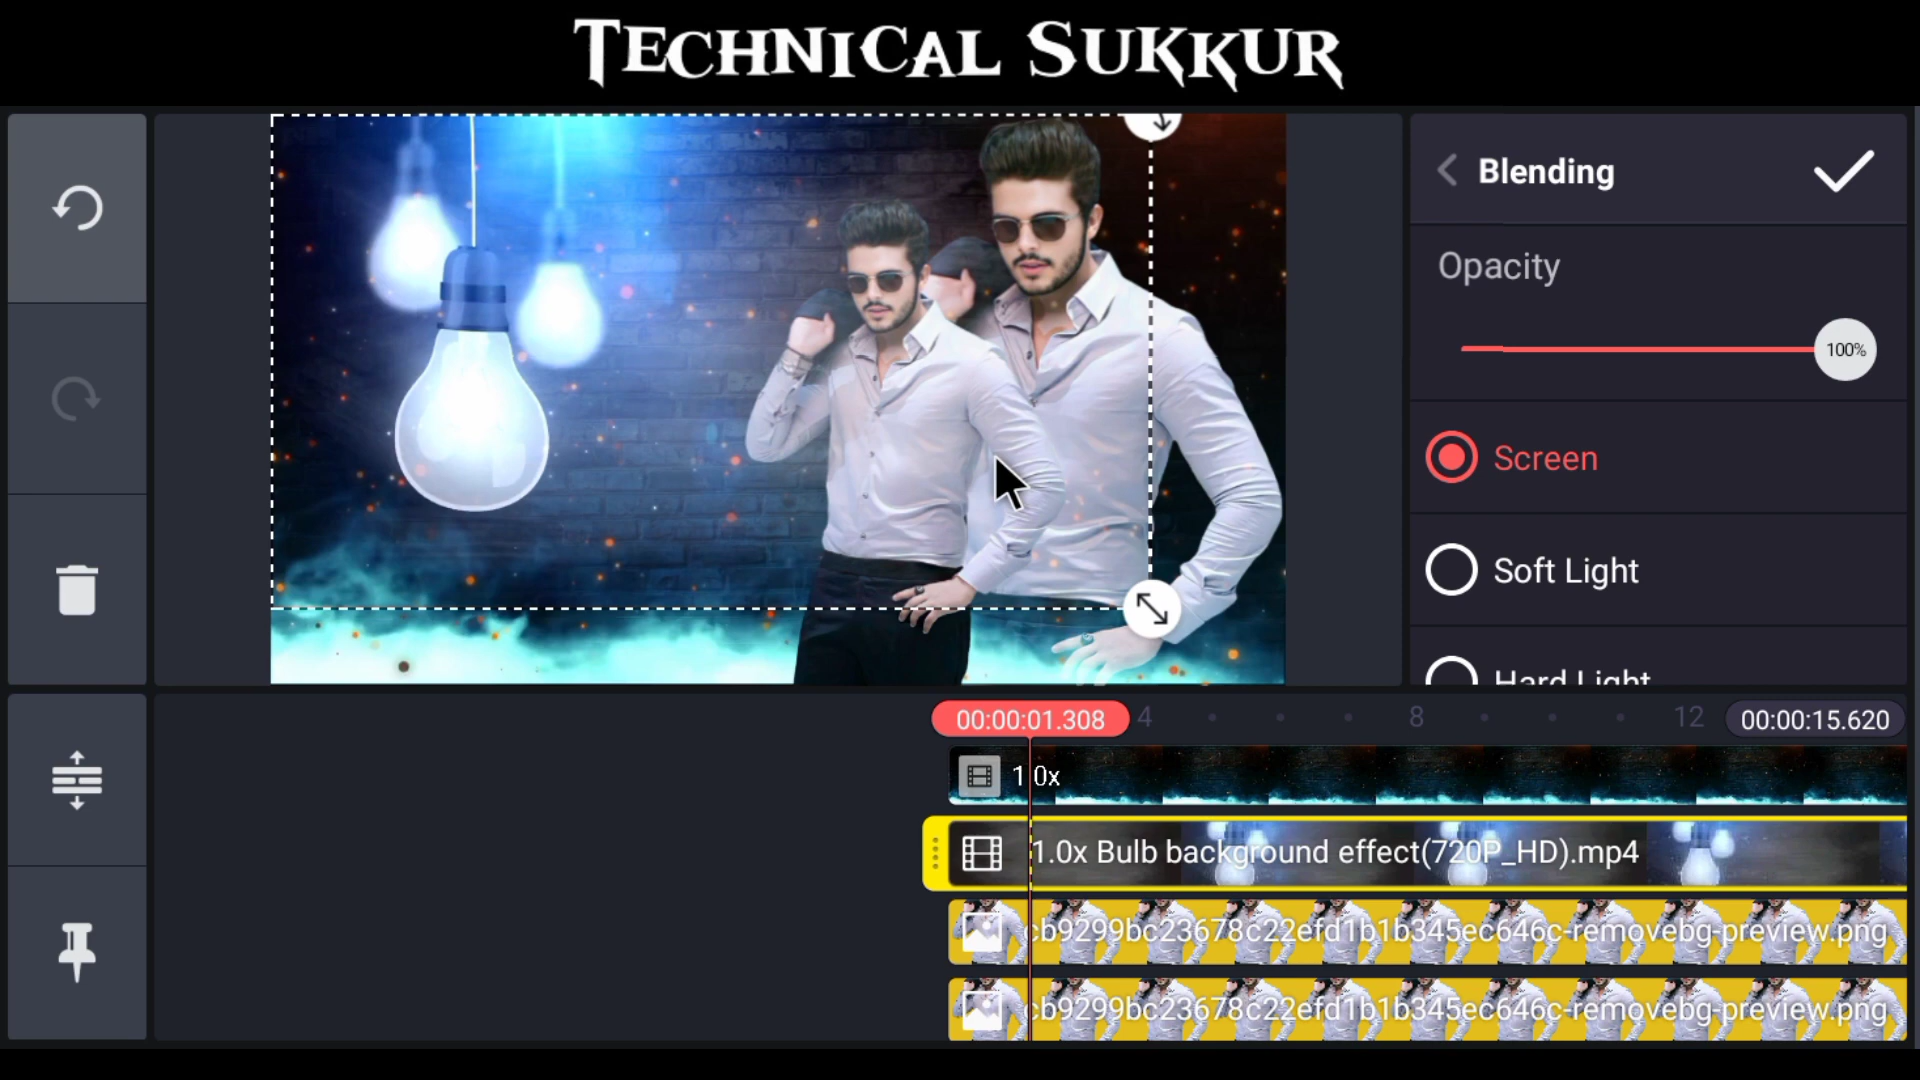 TECHNICAL SUKKUR
Blending
Opacity
100%
Screen
Soft Light
Hard Light
00:00:01.308
4
8
12
00:00:15.620
1.0x
1.0x Bulb background effect(720P_HD).mp4
cb9299bc23678c22efd1b1b345ec646c-removebg-preview.png
cb9299bc23678c22efd1b1b345ec646c-removebg-preview.png